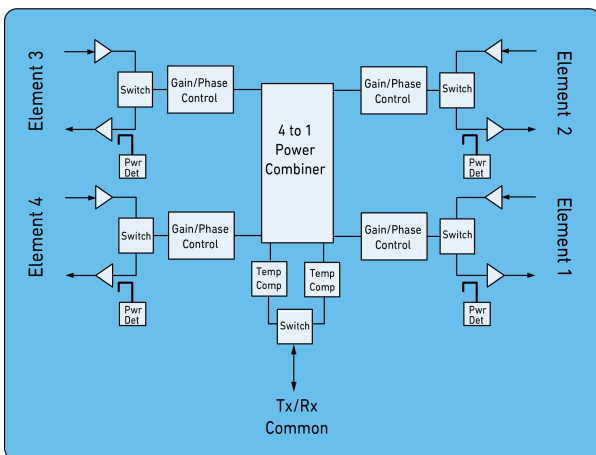 Element 3
Switch
Gain/Phase
Control
Pwr
Det
4 to 1
Power
Combiner
Gain/Phase
Control
Switch
Pwr
Det
Element 2
Element 4
Switch
Gain/Phase
Control
Pwr
Det
Gain/Phase
Control
Switch
Pwr
Det
Element 1
Temp
Comp
Temp
Comp
Switch
Tx/Rx
Common